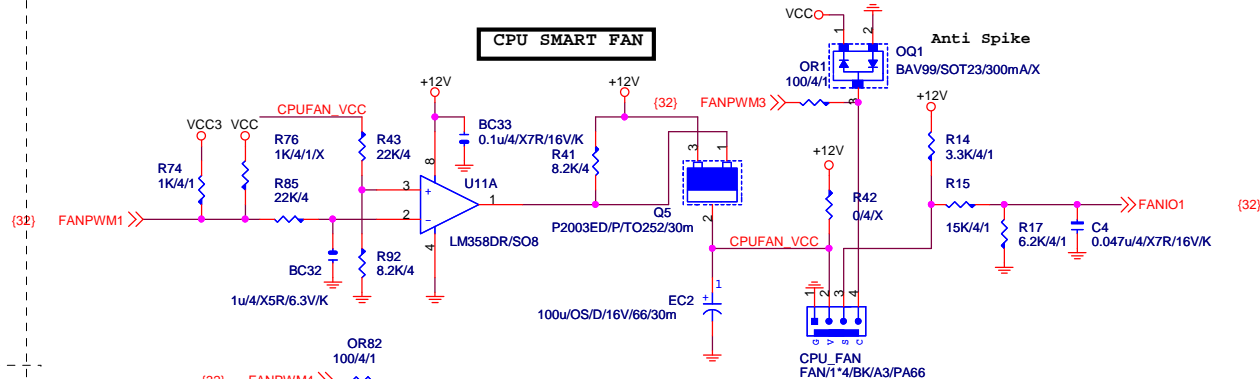 CPU SMART FAN
VCC
1
2
Anti Spike
OQ1
BAV99/SOT23/300mA/X
OR1
100/4/1
3
+12V
+12V
{32}
FANPWM3
+12V
CPUFAN_VCC
VCC3
VCC
R76
1K/4/1/X
R43
22K/4
BC33
0.1u/4/X7R/16V/K
R41
8.2K/4
3
1
R14
3.3K/4/1
+12V
R74
1K/4/1
R85
22K/4
8
3
+
U11A
1
2
-
4
LM358DR/SO8
Q5
P2003ED/P/TO252/30m
2
R42
0/4/X
R15
15K/4/1
R17
6.2K/4/1
C4
0.047u/4/X7R/16V/K
FANIO1
{32}
{32}
FANPWM1
CPUFAN_VCC
BC32
1u/4/X5R/6.3V/K
R92
8.2K/4
1
+
EC2
100u/OS/D/16V/66/30m
1
2
3
4
G
V
S
C
CPU_FAN
FAN/1*4/BK/A3/PA66
OR82
100/4/1
{32}
FANPWM4